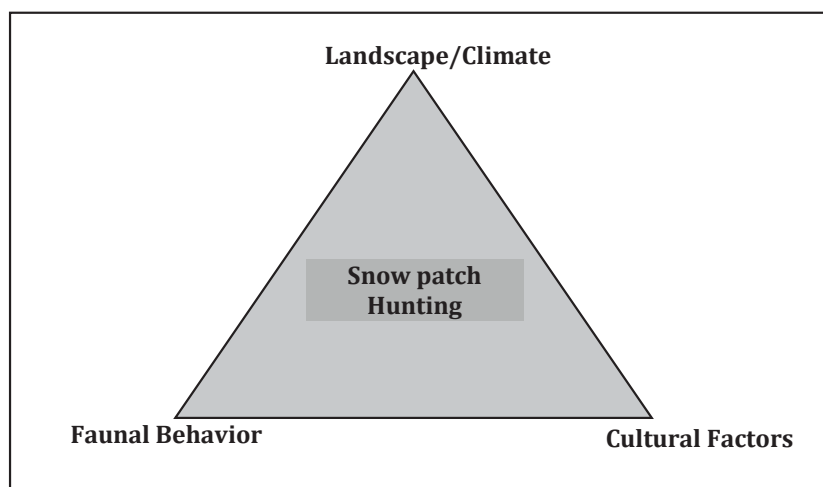 Landscape/Climate
Snow patch
Hunting
Faunal Behavior
Cultural Factors